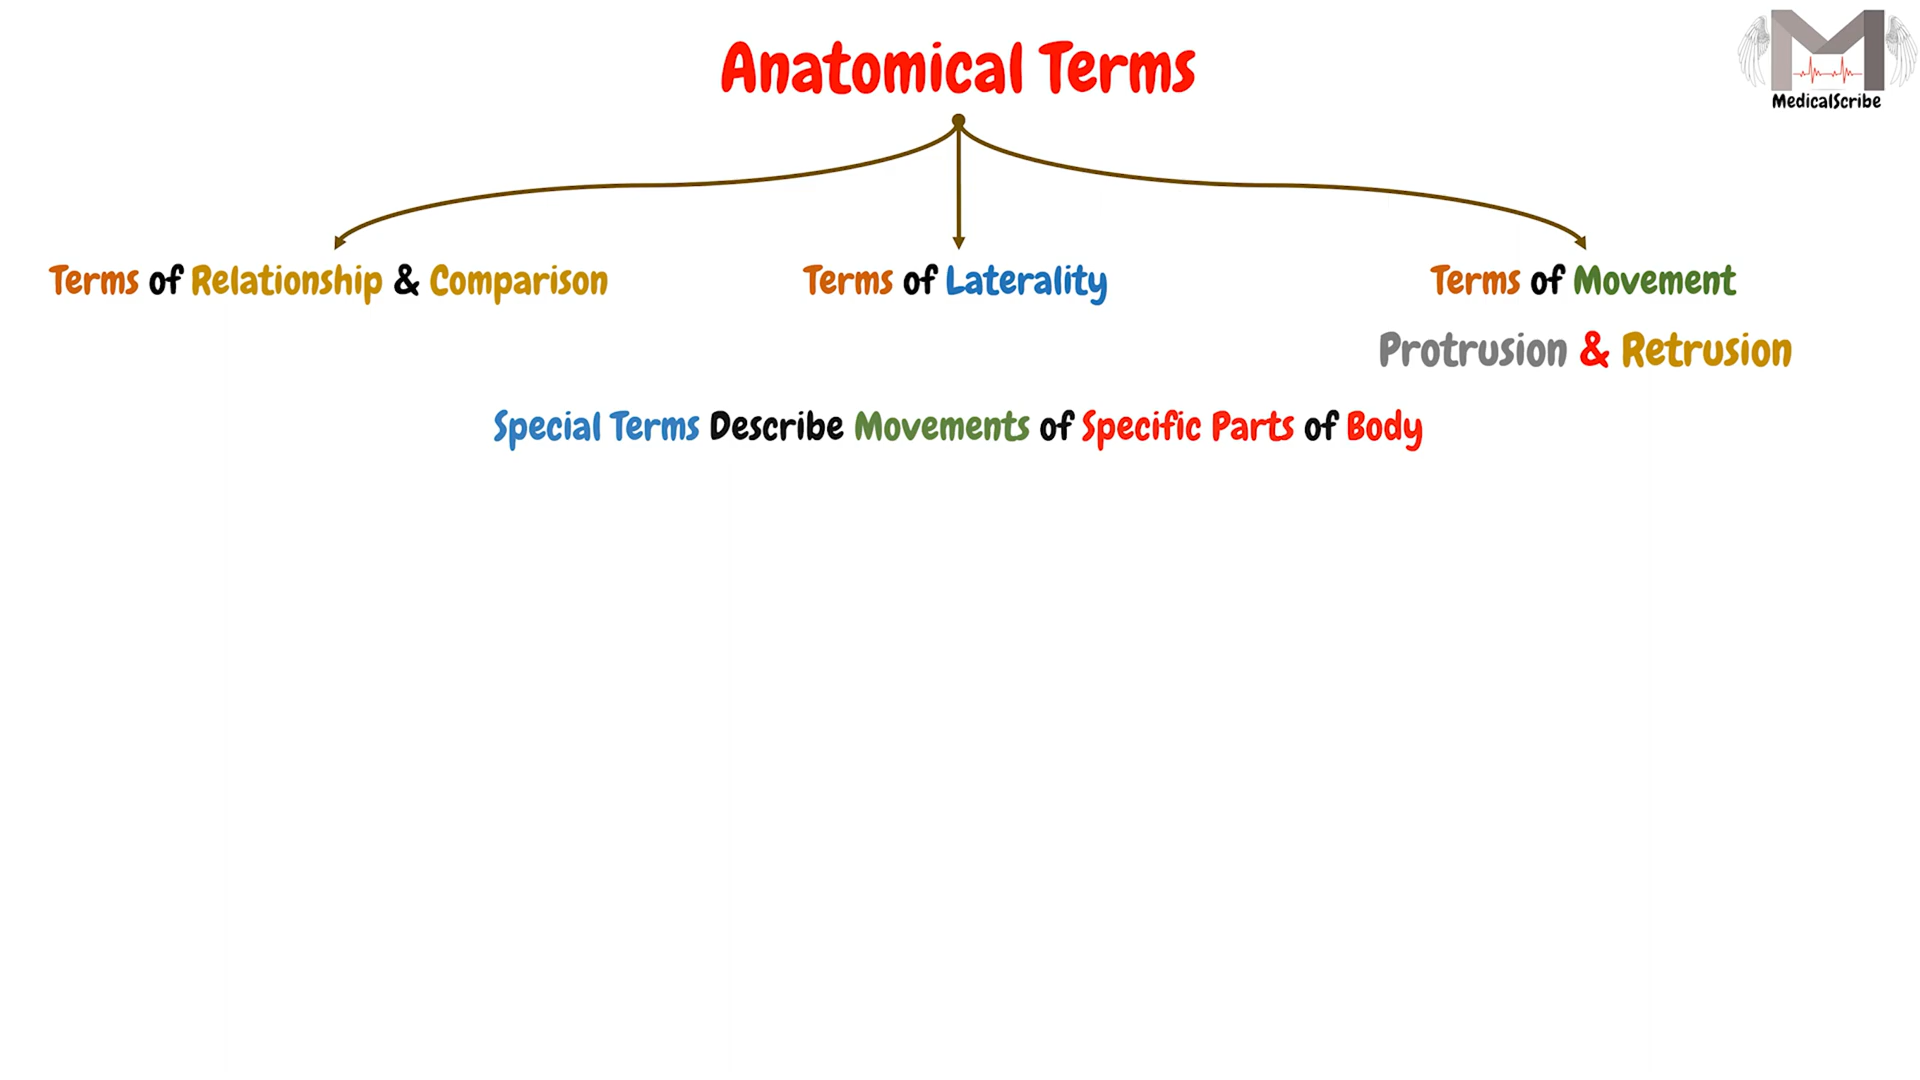 Anatomical Terms
MedicalScribe
Terms of Relationship & Comparison
Terms of Laterality
Terms of Movement
Protrusion & Retrusion
Special Terms Describe Movements of Specific Parts of Body